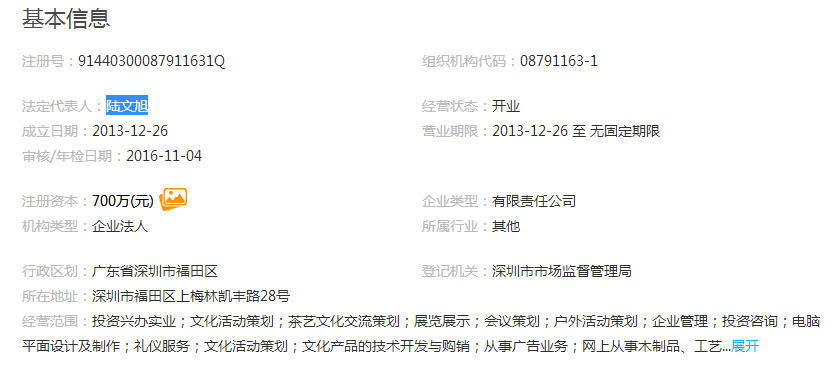 基本信息
注册号：91440300087911631Q 组织机构代码：08791163-1
法定代表人：陆文旭 经营状态：开业
成立日期：2013-12-26 营业期限：2013-12-26 至 无固定期限
审核/年检日期：2016-11-04
注册资本：700万(元) 企业类型：有限责任公司
机构类型：企业法人 所属行业：其他
行政区划：广东省深圳市福田区 登记机关：深圳市市场监督管理局
所在地址：深圳市福田区上梅林凯丰路28号
经营范围：投资兴办实业；文化活动策划；茶艺文化交流策划；展览展示；会议策划；户外活动策划；企业管理；投资咨询；电脑
平面设计及制作；礼仪服务；文化活动策划；文化产品的技术开发与购销；从事广告业务；网上从事木制品、工艺...展开